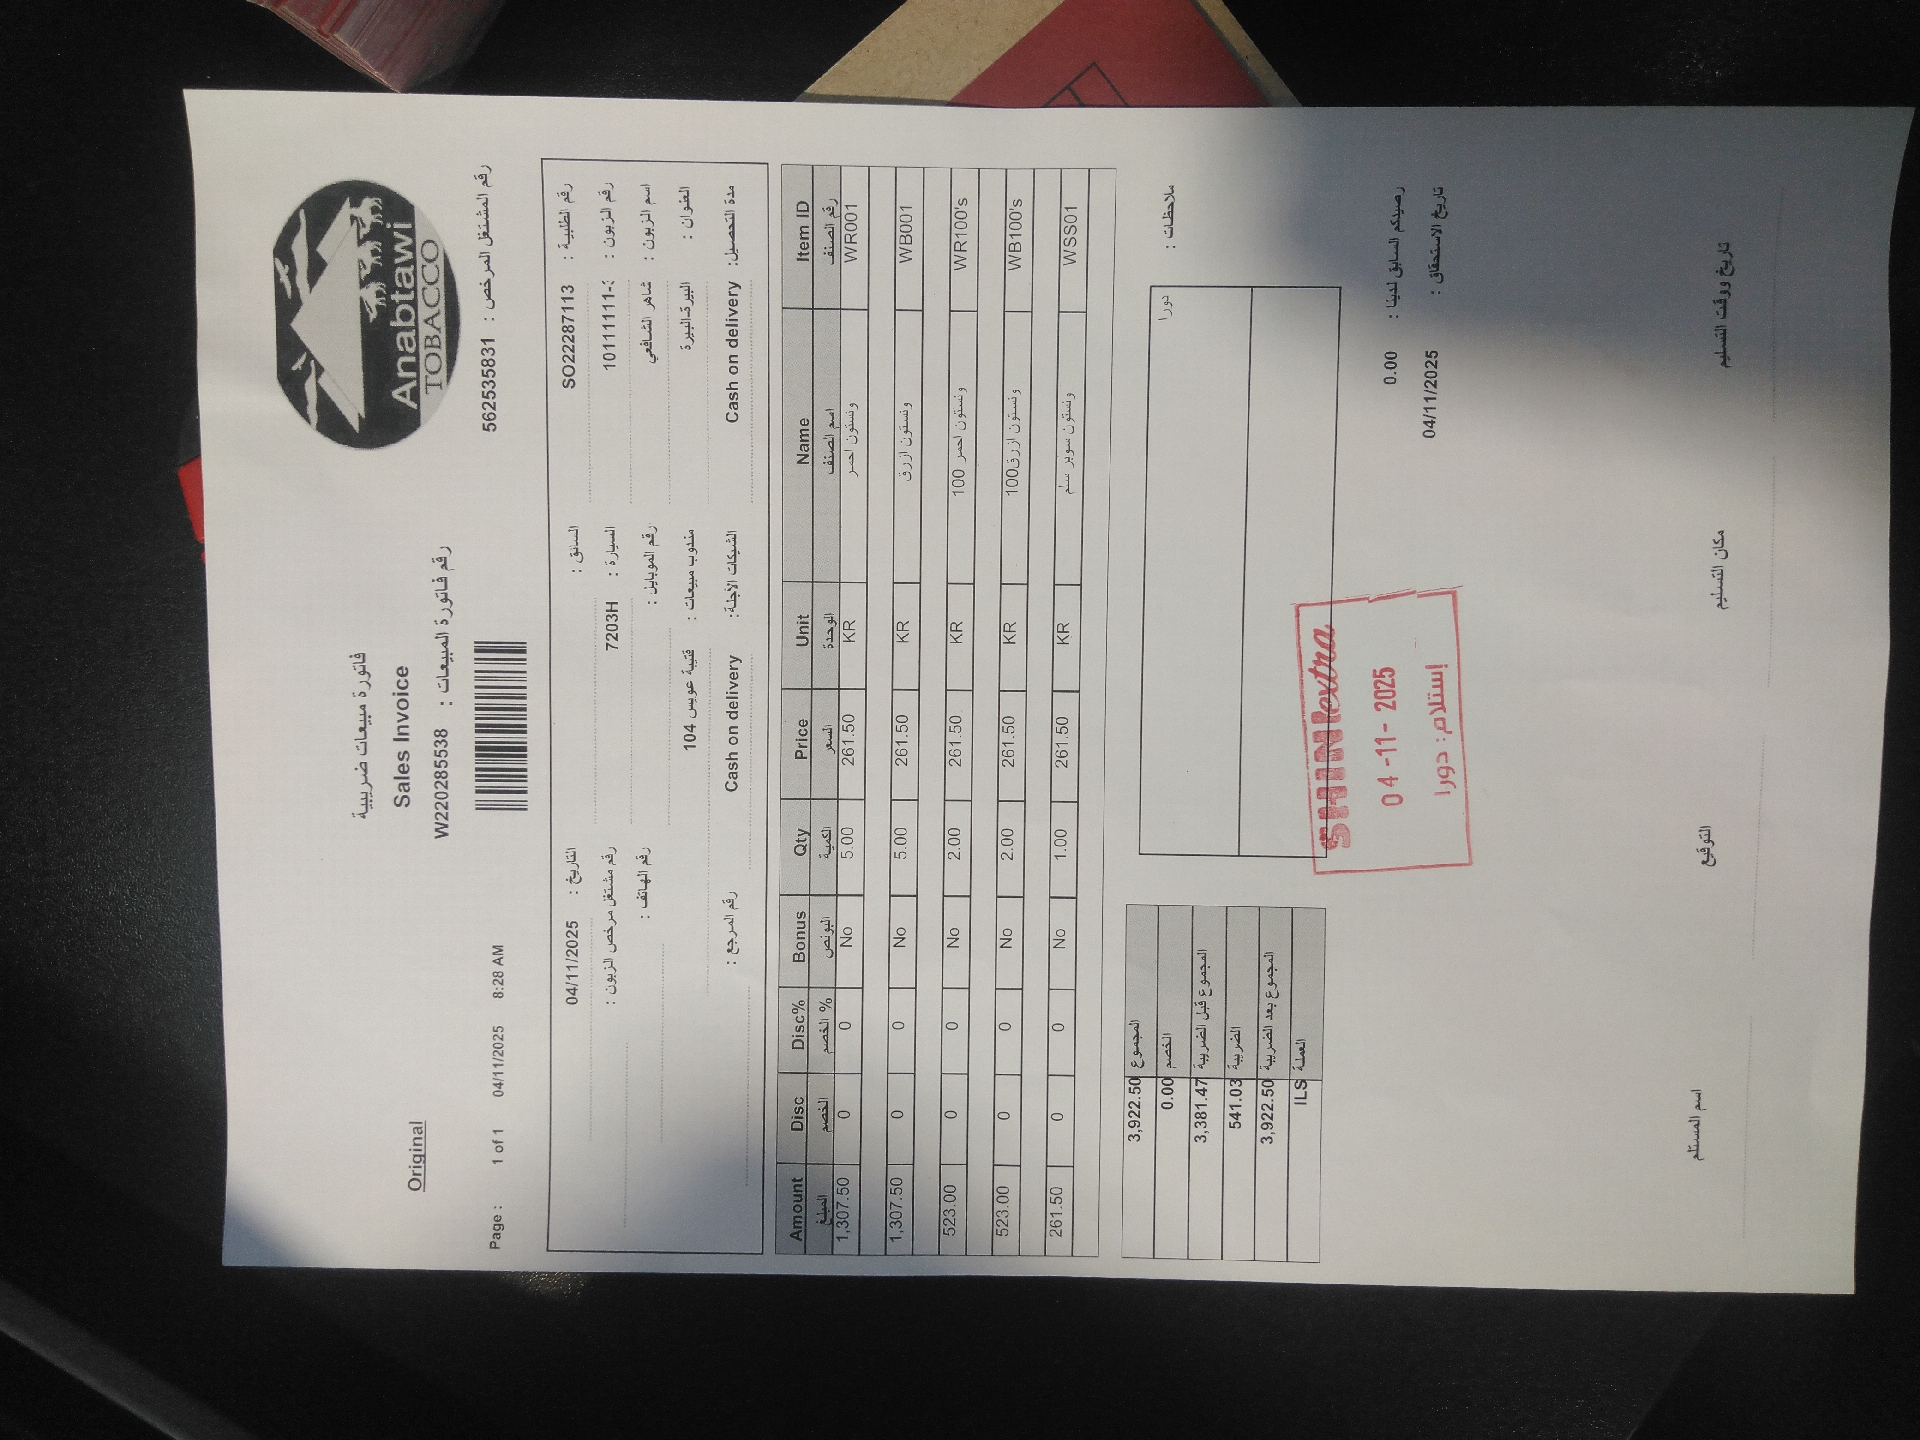 Anabtawi
TOBACCO
رقم المشتغل المرخص : 562535831
فاتورة مبيعات ضريبية
Sales Invoice
رقم فاتورة المبيعات : W220285538
Original
Page : 1 of 1 04/11/2025 8:28 AM
رقم الطلبية : SO222287113 السائق : التاريخ : 04/11/2025
رقم الزبون : 10111111- السيارة : 7203H رقم مشتغل مرخص الزبون :
اسم الزبون : شاهر الشافعي رقم الموبايل : رقم الهاتف :
العنوان : البيرة-البيرة مندوب مبيعات : قتيبة عويس 104
مدة التحصيل: Cash on delivery الشيكات الآجلة: Cash on delivery رقم المرجع :
Item ID Name Unit Price Qty Bonus Disc% Disc Amount
رقم الصنف اسم الصنف الوحدة السعر الكمية البونص الخصم % الخصم المبلغ
WR001 ونستون احمر KR 261.50 5.00 No 0 0 1,307.50
WB001 ونستون ازرق KR 261.50 5.00 No 0 0 1,307.50
WR100's ونستون احمر 100 KR 261.50 2.00 No 0 0 523.00
WB100's ونستون ازرق100 KR 261.50 2.00 No 0 0 523.00
WSS01 ونستون سوبر سلم KR 261.50 1.00 No 0 0 261.50
ملاحظات :
دورا
المجموع 3,922.50
الخصم 0.00
المجموع قبل الضريبة 3,381.47
الضريبة 541.03
المجموع بعد الضريبة 3,922.50
العملة ILS
رصيدكم السابق لدينا : 0.00
تاريخ الاستحقاق : 04/11/2025
SHINI extra
04-11-2025
إستلام: دورا
تاريخ ووقت التسليم مكان التسليم التوقيع اسم المستلم